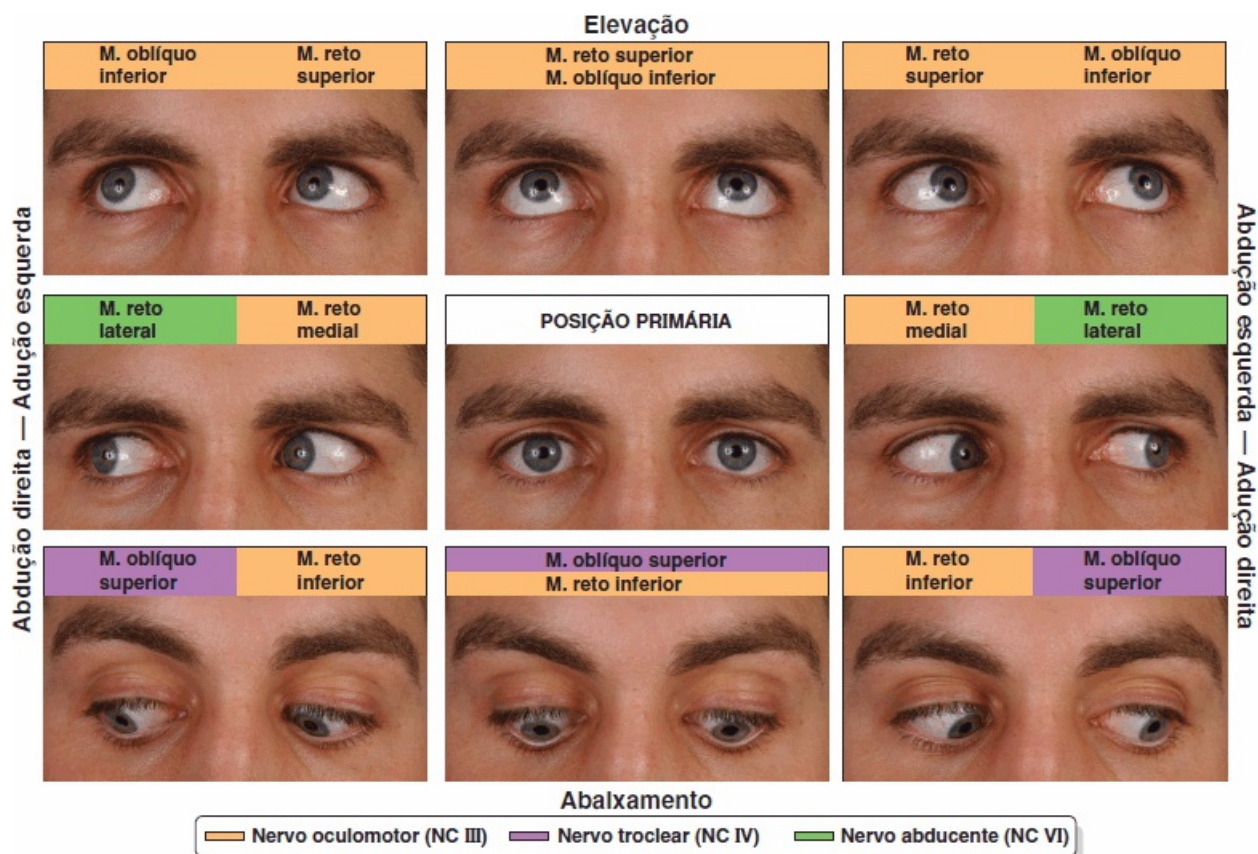 Elevação
M. oblíquo
inferior
M. reto
superior
M. reto superior
M. oblíquo inferior
M. reto
superior
M. oblíquo
inferior
Abdução direita — Adução esquerda
Abdução esquerda — Adução direita
M. reto
lateral
M. reto
medial
POSIÇÃO PRIMÁRIA
M. reto
medial
M. reto
lateral
M. oblíquo
superior
M. reto
inferior
M. oblíquo superior
M. reto inferior
M. reto
inferior
M. oblíquo
superior
Abalxamento
Nervo oculomotor (NC III)
Nervo troclear (NC IV)
Nervo abducente (NC VI)